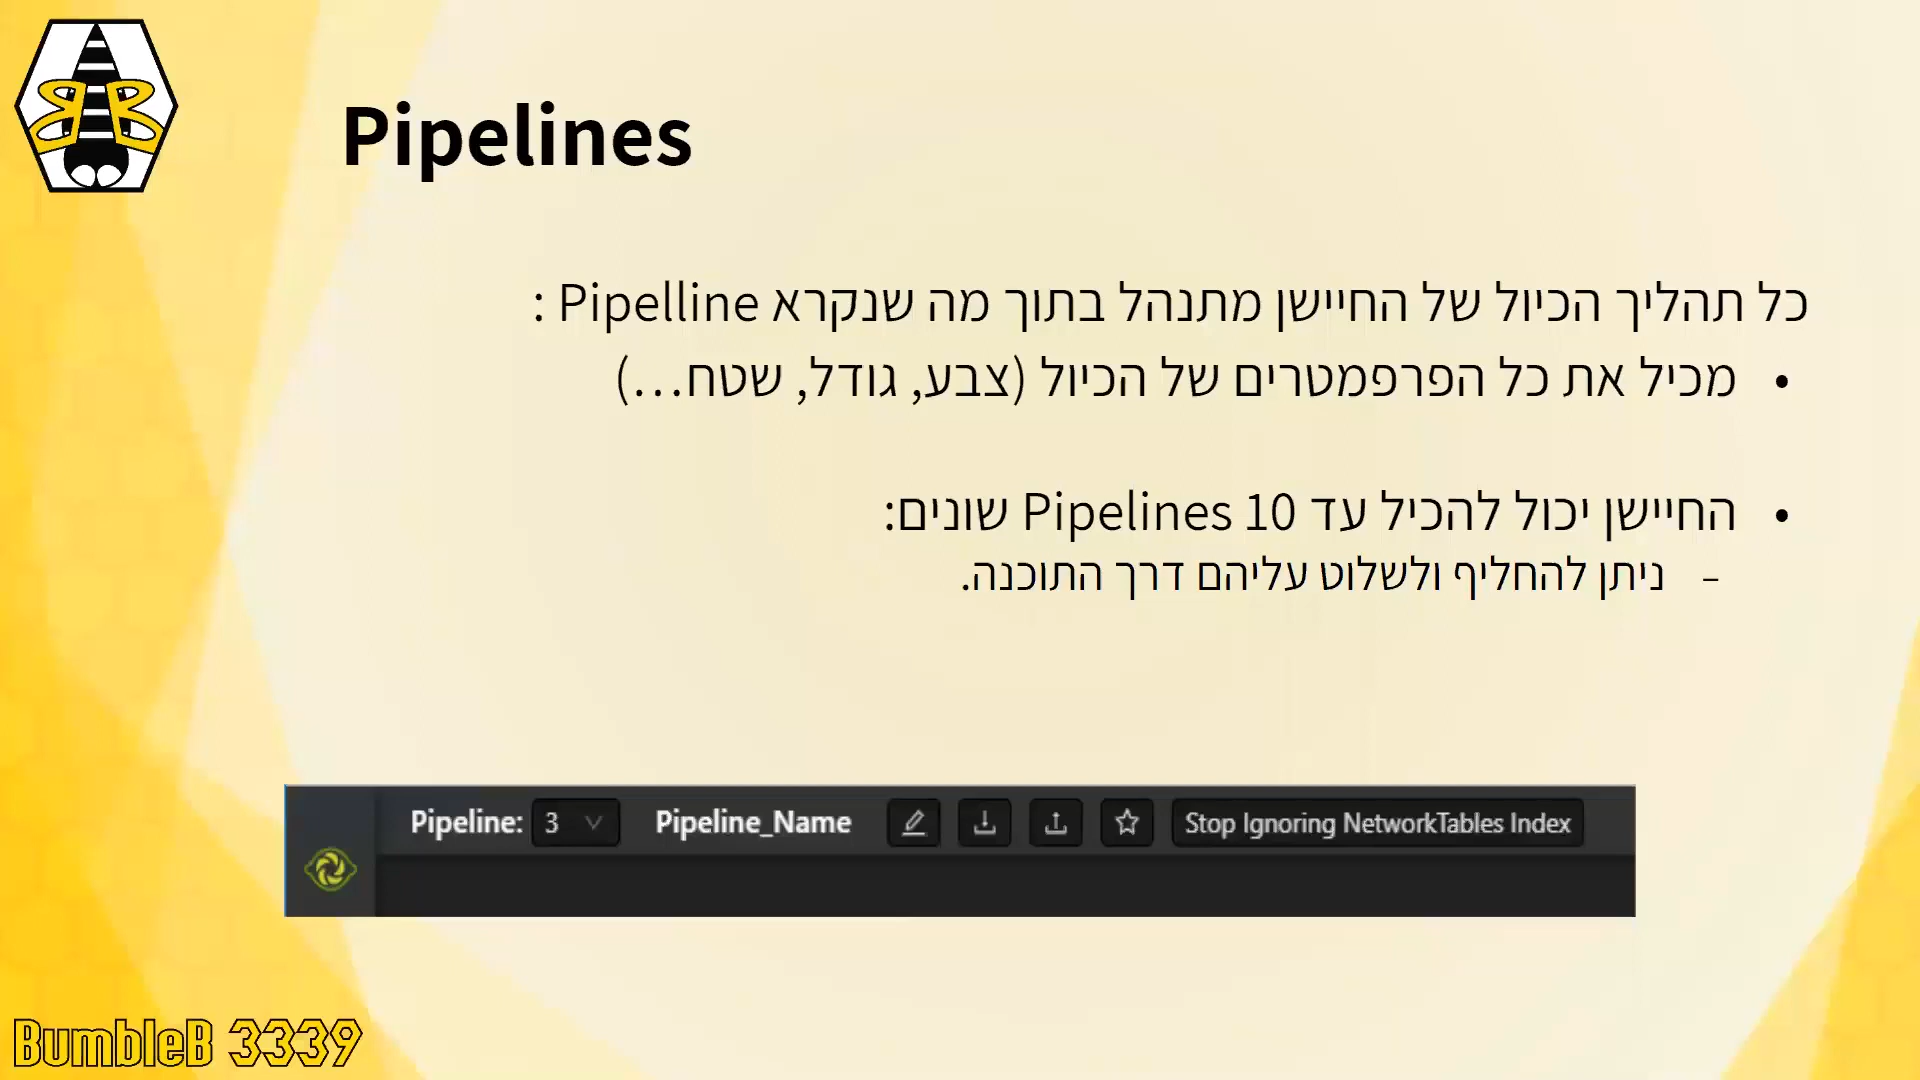 Pipelines
כל תהליך הכיול של החיישן מתנהל בתוך מה שנקרא Pipelline :
• מכיל את כל הפרפמטרים של הכיול (צבע, גודל, שטח...)
• החיישן יכול להכיל עד 10 Pipelines שונים:
- ניתן להחליף ולשלוט עליהם דרך התוכנה.
Pipeline: 3 Pipeline_Name Stop Ignoring NetworkTables Index
BumbleB 3339